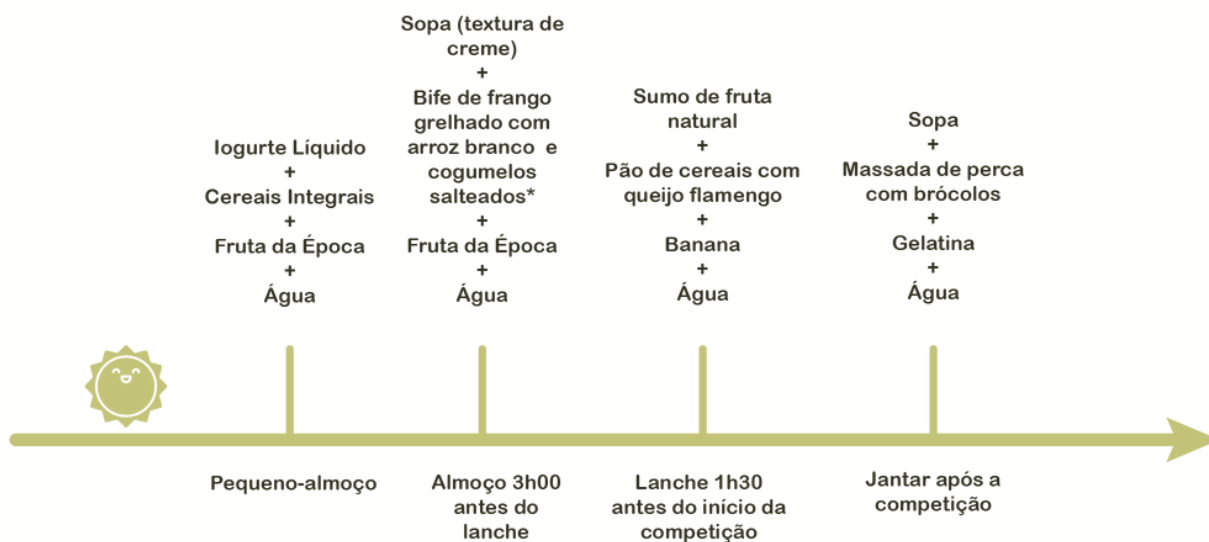 Iogurte Líquido
+
Cereais Integrais
+
Fruta da Época
+
Água
Sopa (textura de
creme)
+
Bife de frango
grelhado com
arroz branco e
cogumelos
salteados*
+
Fruta da Época
+
Água
Sumo de fruta
natural
+
Pão de cereais com
queijo flamengo
+
Banana
+
Água
Sopa
+
Massada de perca
com brócolos
+
Gelatina
+
Água
Pequeno-almoço
Almoço 3h00
antes do
lanche
Lanche 1h30
antes do início da
competição
Jantar após a
competição